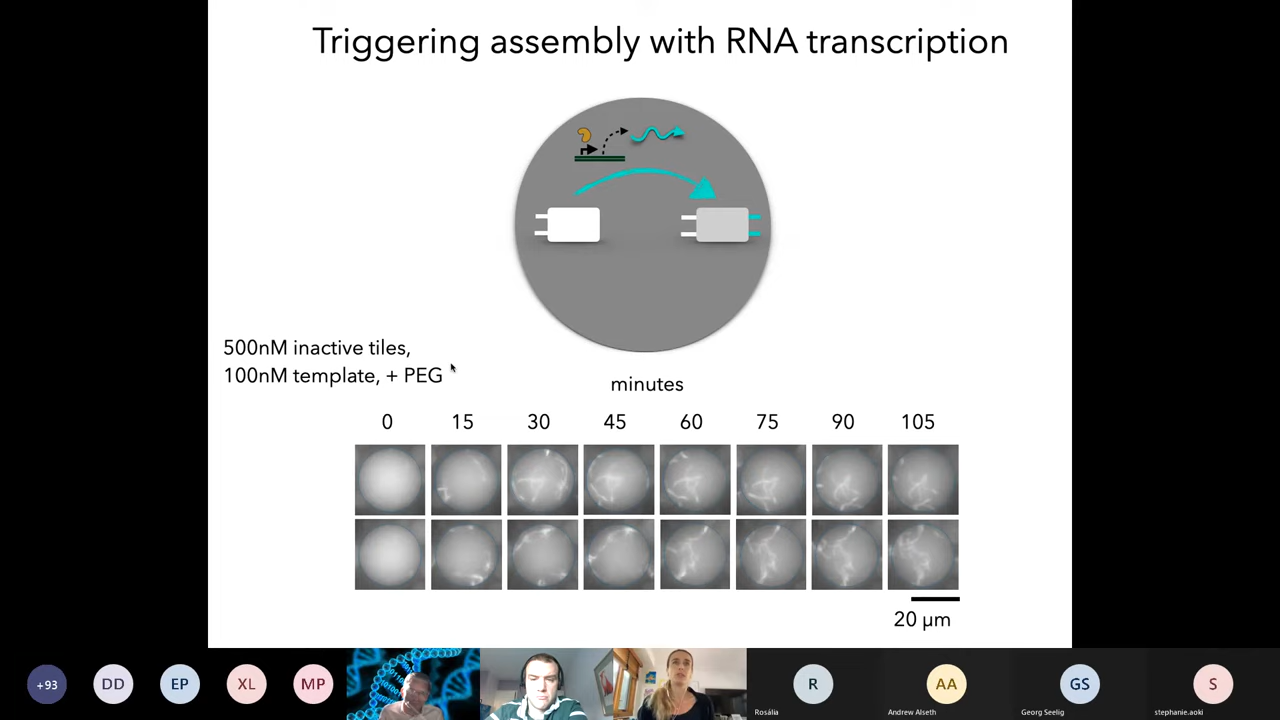 Triggering assembly with RNA transcription
500nM inactive tiles,
100nM template, + PEG
minutes
0 15 30 45 60 75 90 105
20 µm
+93 DD EP XL MP R AA GS S
Rosália Andrew Alseth Georg Seelig stephanie.aoki